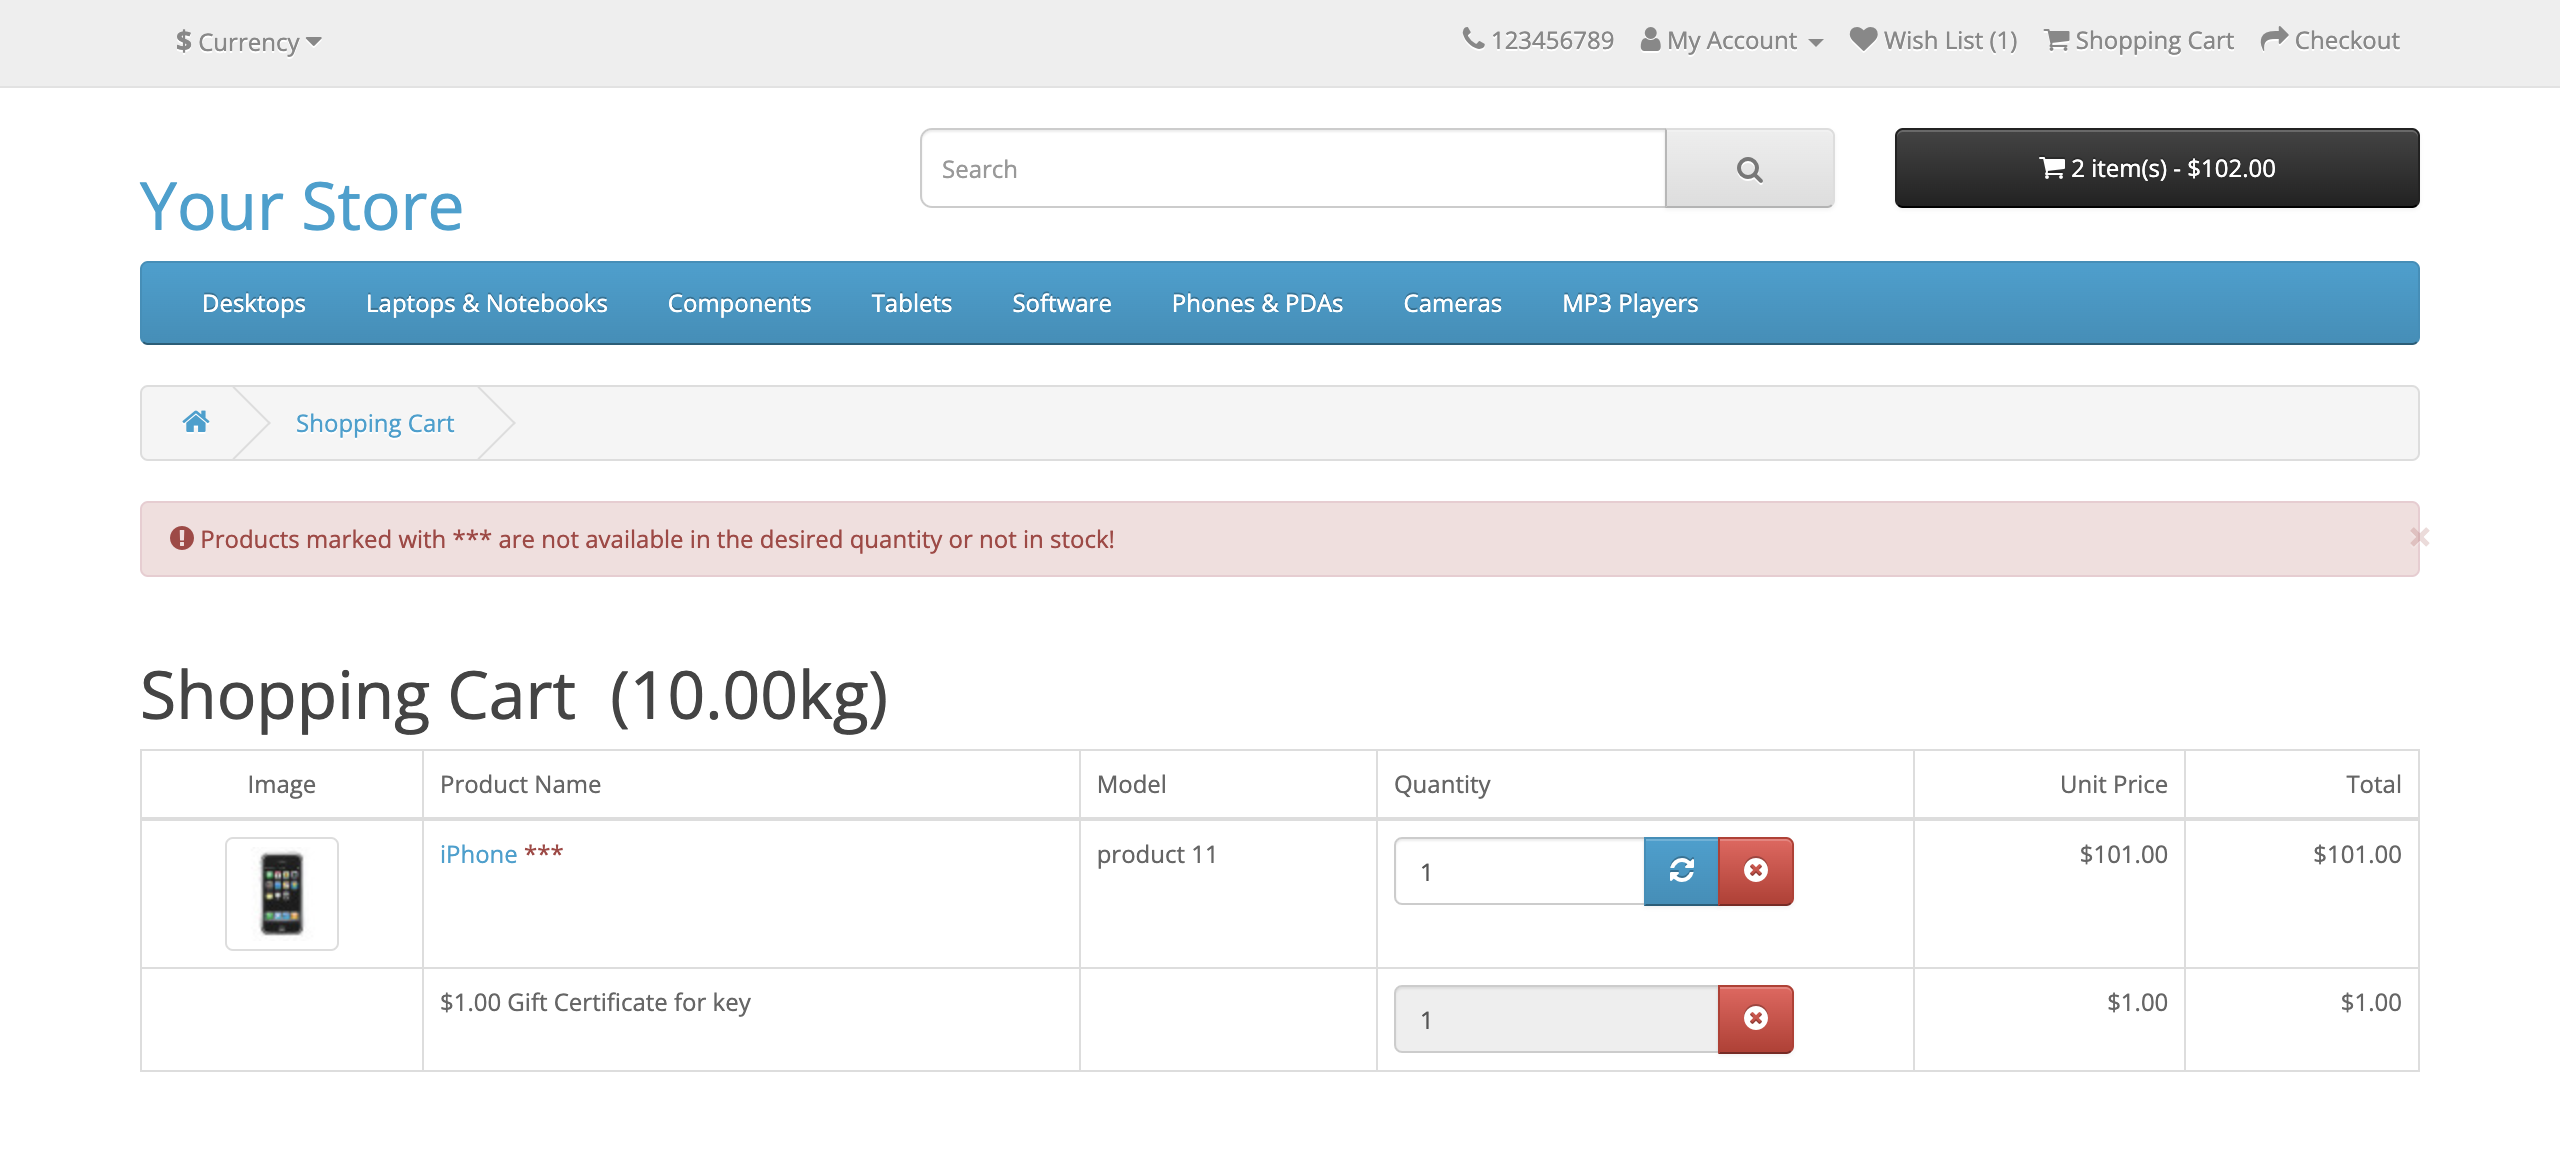 $ Currency
123456789 My Account Wish List (1) Shopping Cart Checkout
Your Store
Search
2 item(s) - $102.00
Desktops Laptops & Notebooks Components Tablets Software Phones & PDAs Cameras MP3 Players
Shopping Cart
Products marked with *** are not available in the desired quantity or not in stock!
×
Shopping Cart (10.00kg)
Image Product Name Model Quantity Unit Price Total
iPhone *** product 11 1 $101.00 $101.00
$1.00 Gift Certificate for key 1 $1.00 $1.00